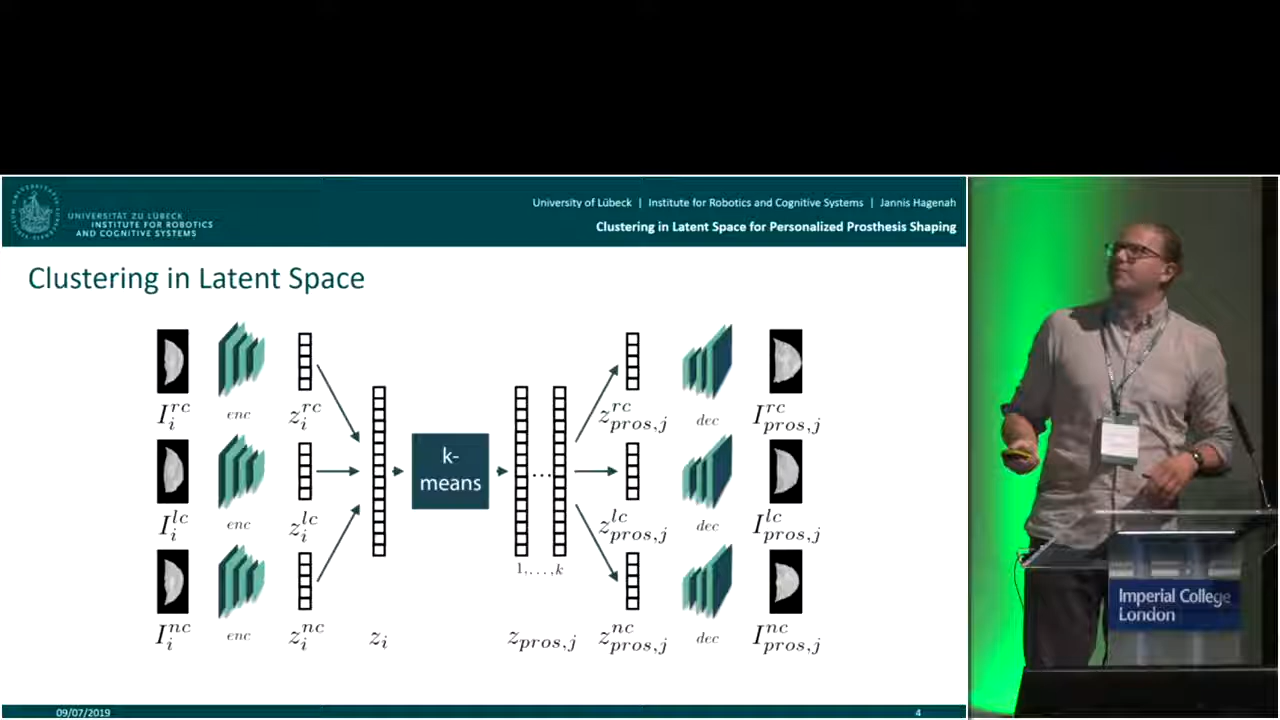 UNIVERSITÄT ZU LÜBECK
INSTITUTE FOR ROBOTICS
AND COGNITIVE SYSTEMS
University of Lübeck | Institute for Robotics and Cognitive Systems | Jannis Hagenah
Clustering in Latent Space for Personalized Prosthesis Shaping
Clustering in Latent Space
I_i^{rc} enc z_i^{rc} z_{pros,j}^{rc} dec I_{pros,j}^{rc}
k-
means
...
I_i^{lc} enc z_i^{lc} z_{pros,j}^{lc} dec I_{pros,j}^{lc}
1,...,k
I_i^{nc} enc z_i^{nc} z_i z_{pros,j} z_{pros,j}^{nc} dec I_{pros,j}^{nc}
Imperial College
London
09/07/2019 4